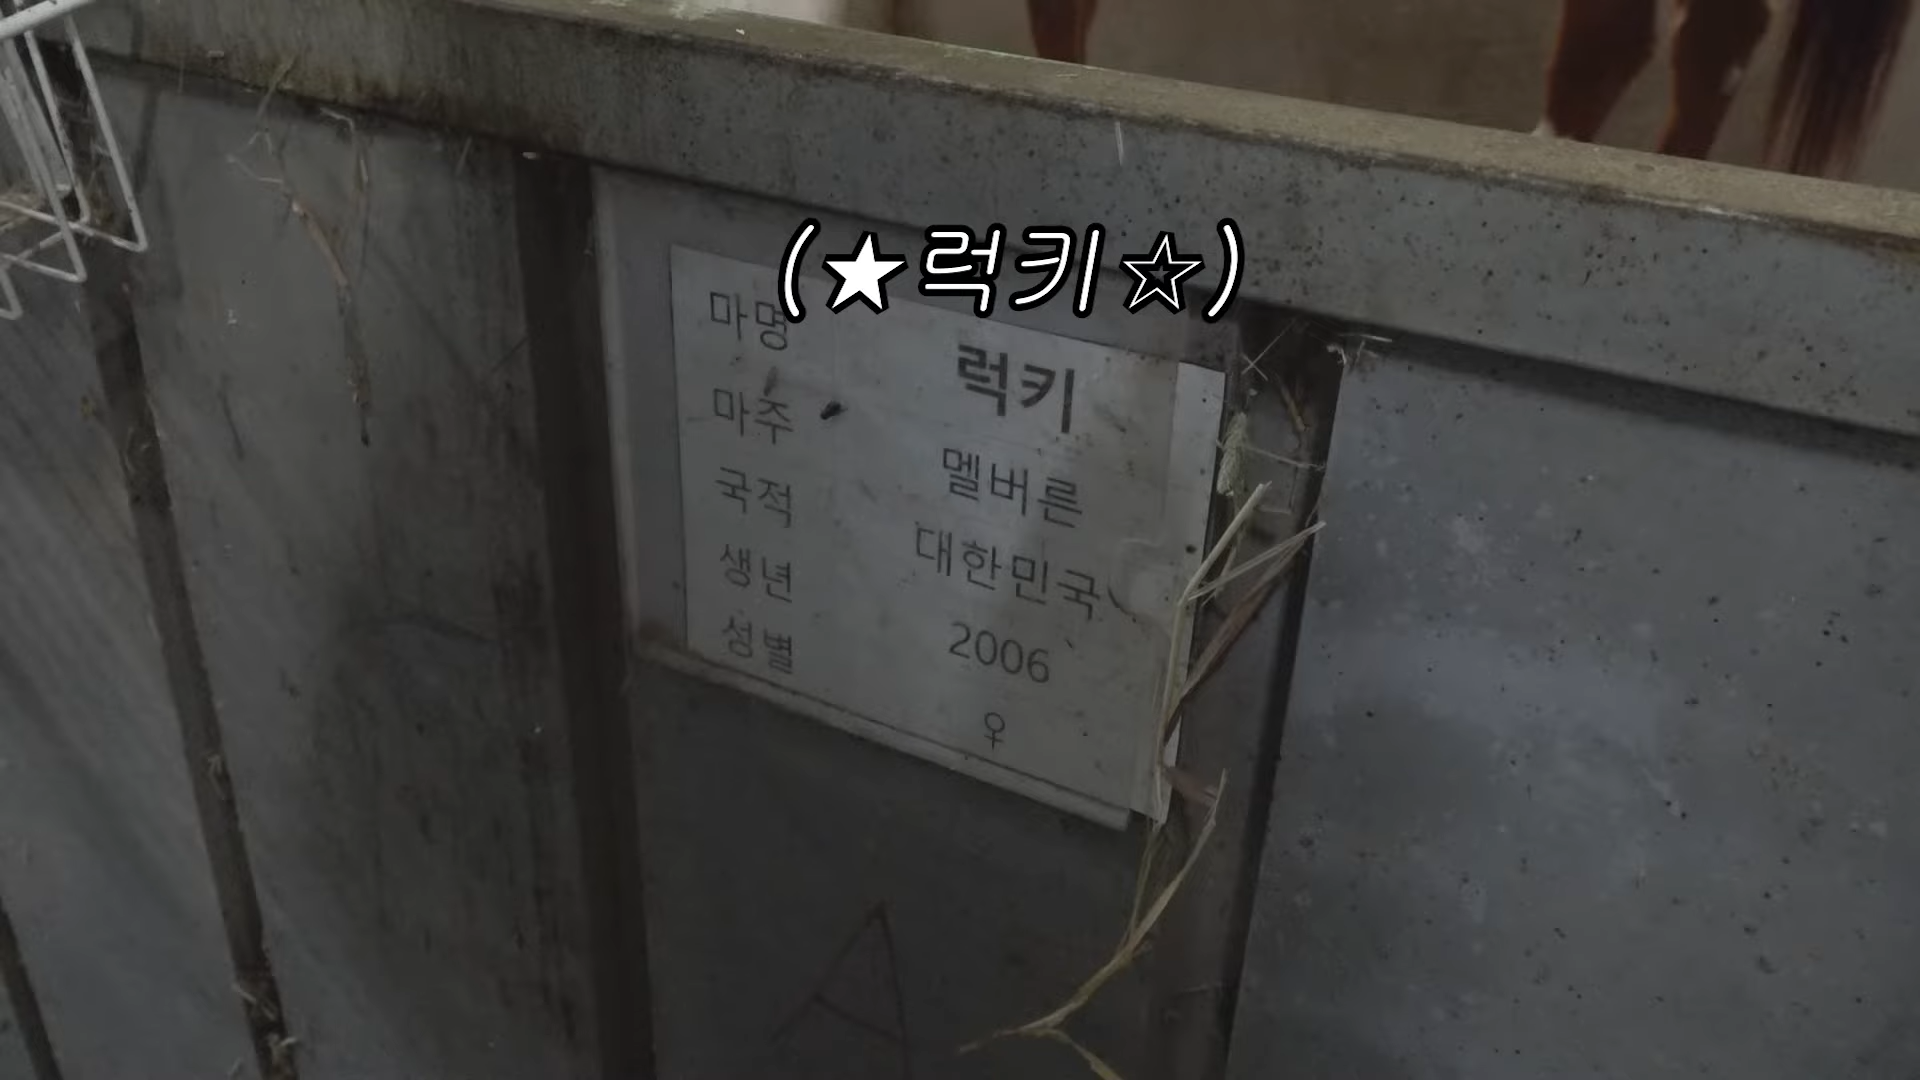 (★럭키☆)
마명 럭키
마주 멜버른
국적 대한민국
생년 2006
성별 ♀
A